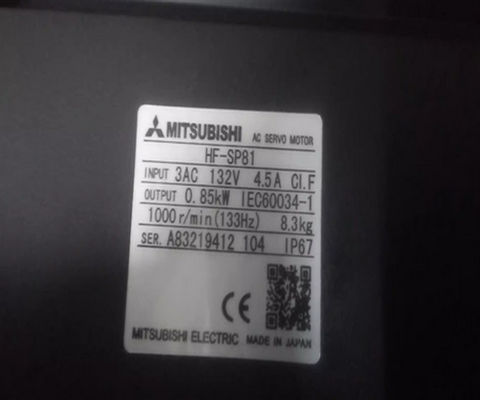 MITSUBISHI AC SERVO MOTOR
HF-SP81
INPUT 3AC 132V 4.5A Cl.F
OUTPUT 0.85kW IEC60034-1
1000r/min(133Hz) 8.3kg
SER. A83219412 104 IP67
CE
MITSUBISHI ELECTRIC MADE IN JAPAN